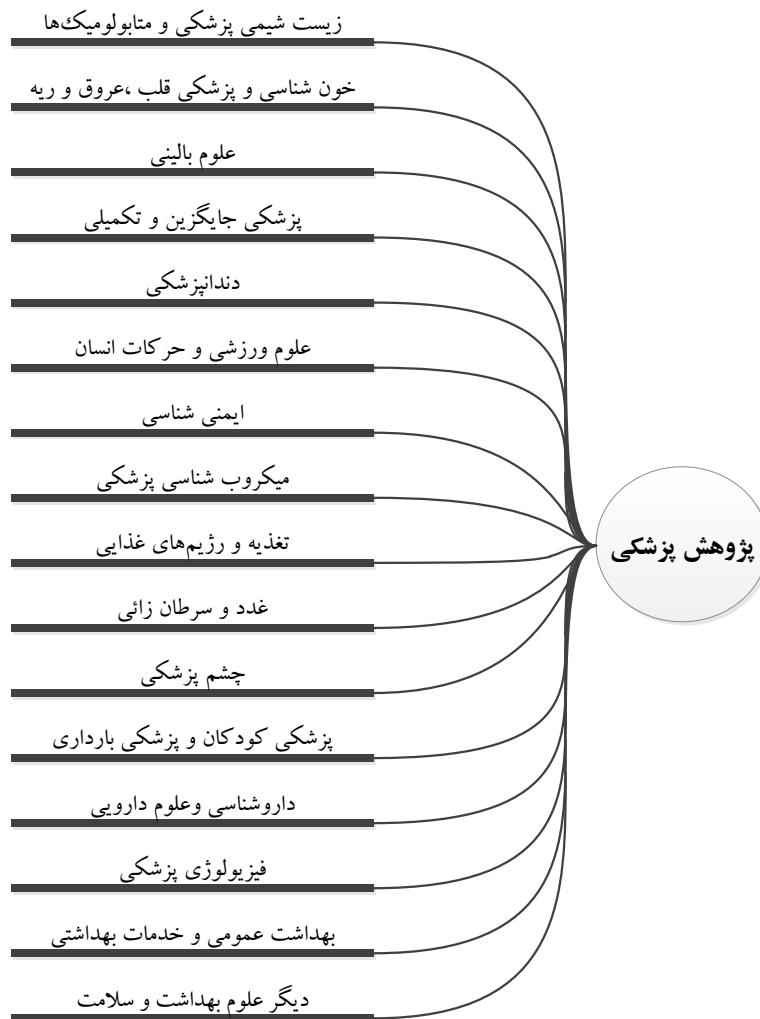 پژوهش پزشکی
زیست شیمی پزشکی و متابولومیک‌ها
خون شناسی و پزشکی قلب ،عروق و ریه
علوم بالینی
پزشکی جایگزین و تکمیلی
دندانپزشکی
علوم ورزشی و حرکات انسان
ایمنی شناسی
میکروب شناسی پزشکی
تغذیه و رژیم‌های غذایی
غدد و سرطان زائی
چشم پزشکی
پزشکی کودکان و پزشکی بارداری
داروشناسی وعلوم دارویی
فیزیولوژی پزشکی
بهداشت عمومی و خدمات بهداشتی
دیگر علوم بهداشت و سلامت